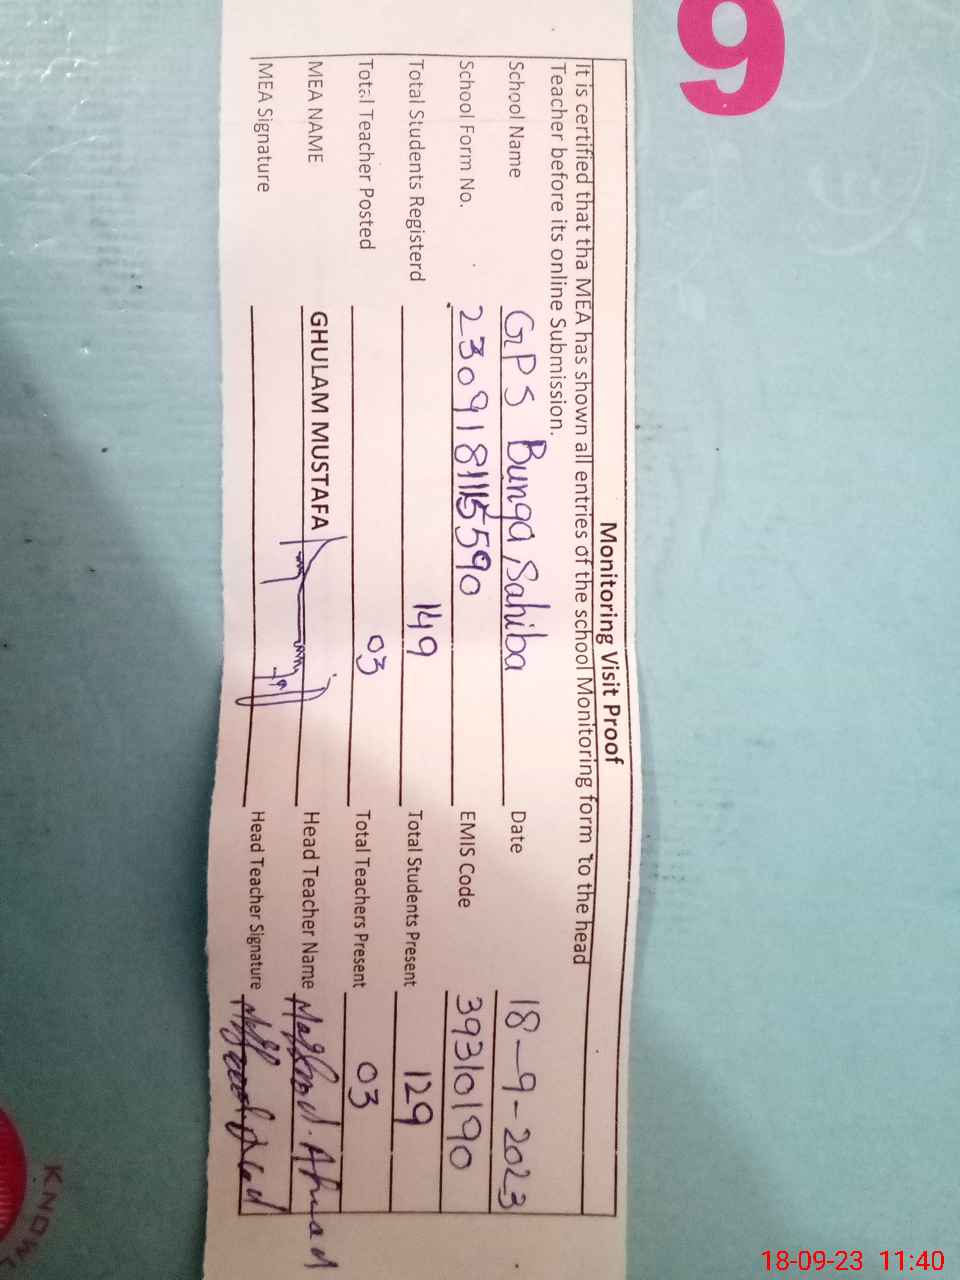 9
Monitoring Visit Proof
It is certified that tha MEA has shown all entries of the school Monitoring form to the head
Teacher before its online Submission.
School Name GPS Bunga Sahiba Date 18-9-2023
School Form No. EMIS Code 39310190
Total Students Registerd 149 Total Students Present 129
Total Teacher Posted 03 Total Teachers Present 03
MEA NAME GHULAM MUSTAFA Head Teacher Name Maqsood Ahmad
MEA Signature Head Teacher Signature
KNOW
18-09-23 11:40